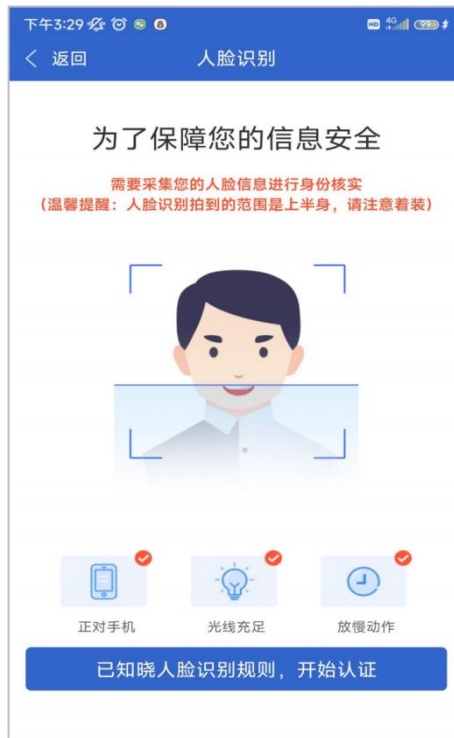 下午3:29
HD 4G 99
返回 人脸识别
为了保障您的信息安全
需要采集您的人脸信息进行身份核实
(温馨提醒：人脸识别拍到的范围是上半身，请注意着装)
正对手机 光线充足 放慢动作
已知晓人脸识别规则，开始认证